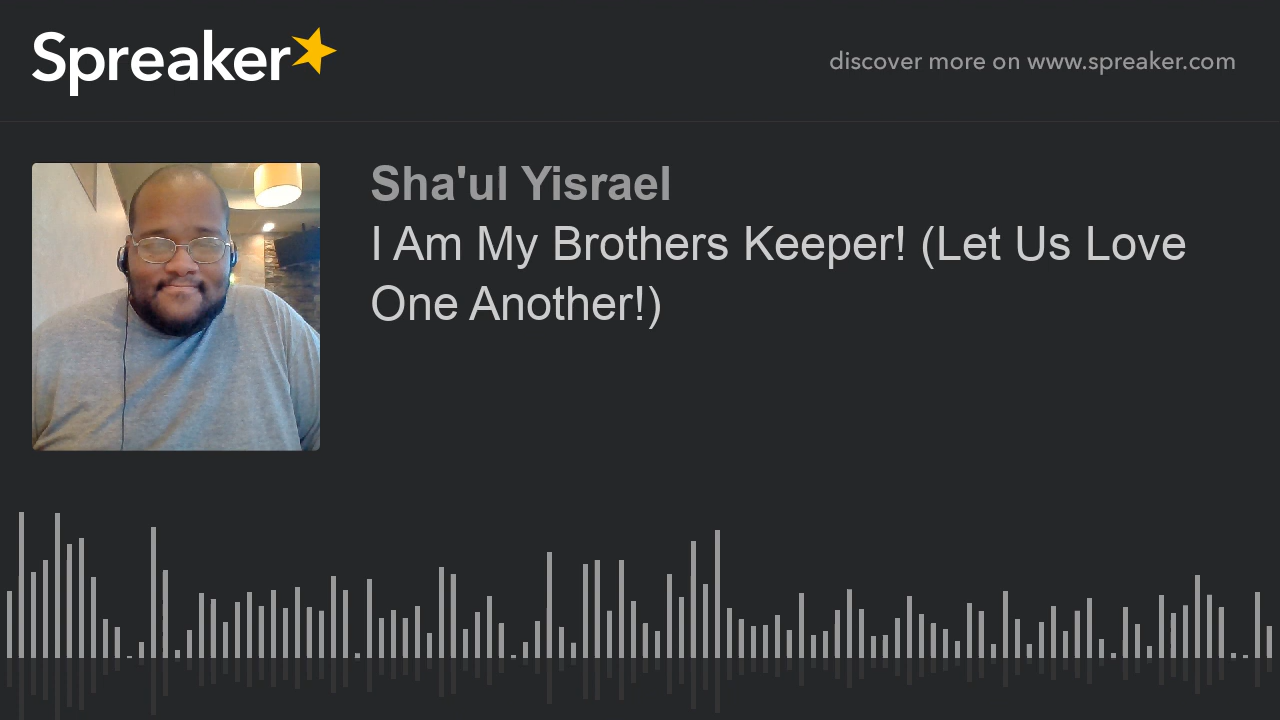 Spreaker
discover more on www.spreaker.com
Sha'ul Yisrael
I Am My Brothers Keeper! (Let Us Love
One Another!)